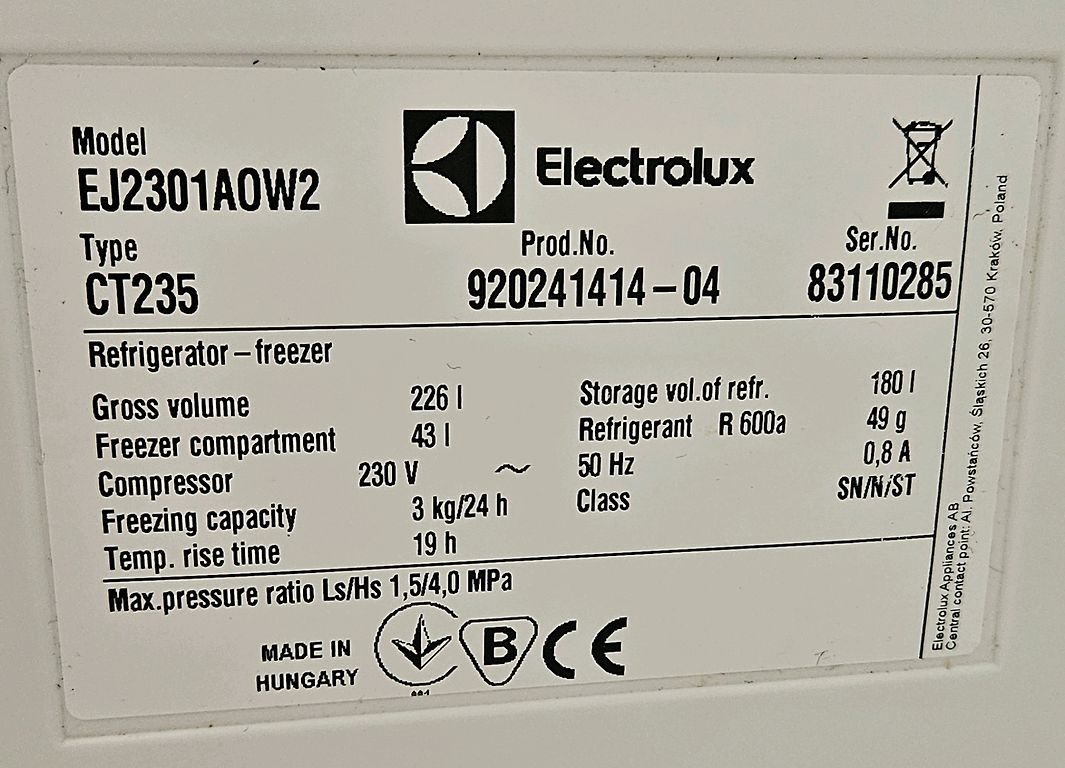 Model
EJ2301AOW2
Electrolux
Type
CT235
Prod.No.
920241414-04
Ser.No.
83110285
Refrigerator-freezer
Gross volume 226 l
Freezer compartment 43 l
Compressor 230 V ~ 50 Hz 0,8 A
Freezing capacity 3 kg/24 h
Temp. rise time 19 h
Storage vol.of refr. 180 l
Refrigerant R 600a 49 g
Class SN/N/ST
Max.pressure ratio Ls/Hs 1,5/4,0 MPa
MADE IN
HUNGARY
B
CE
Electrolux Appliances AB
Central contact point: Al. Powstańców, Śląskich 26, 30-570 Kraków, Poland